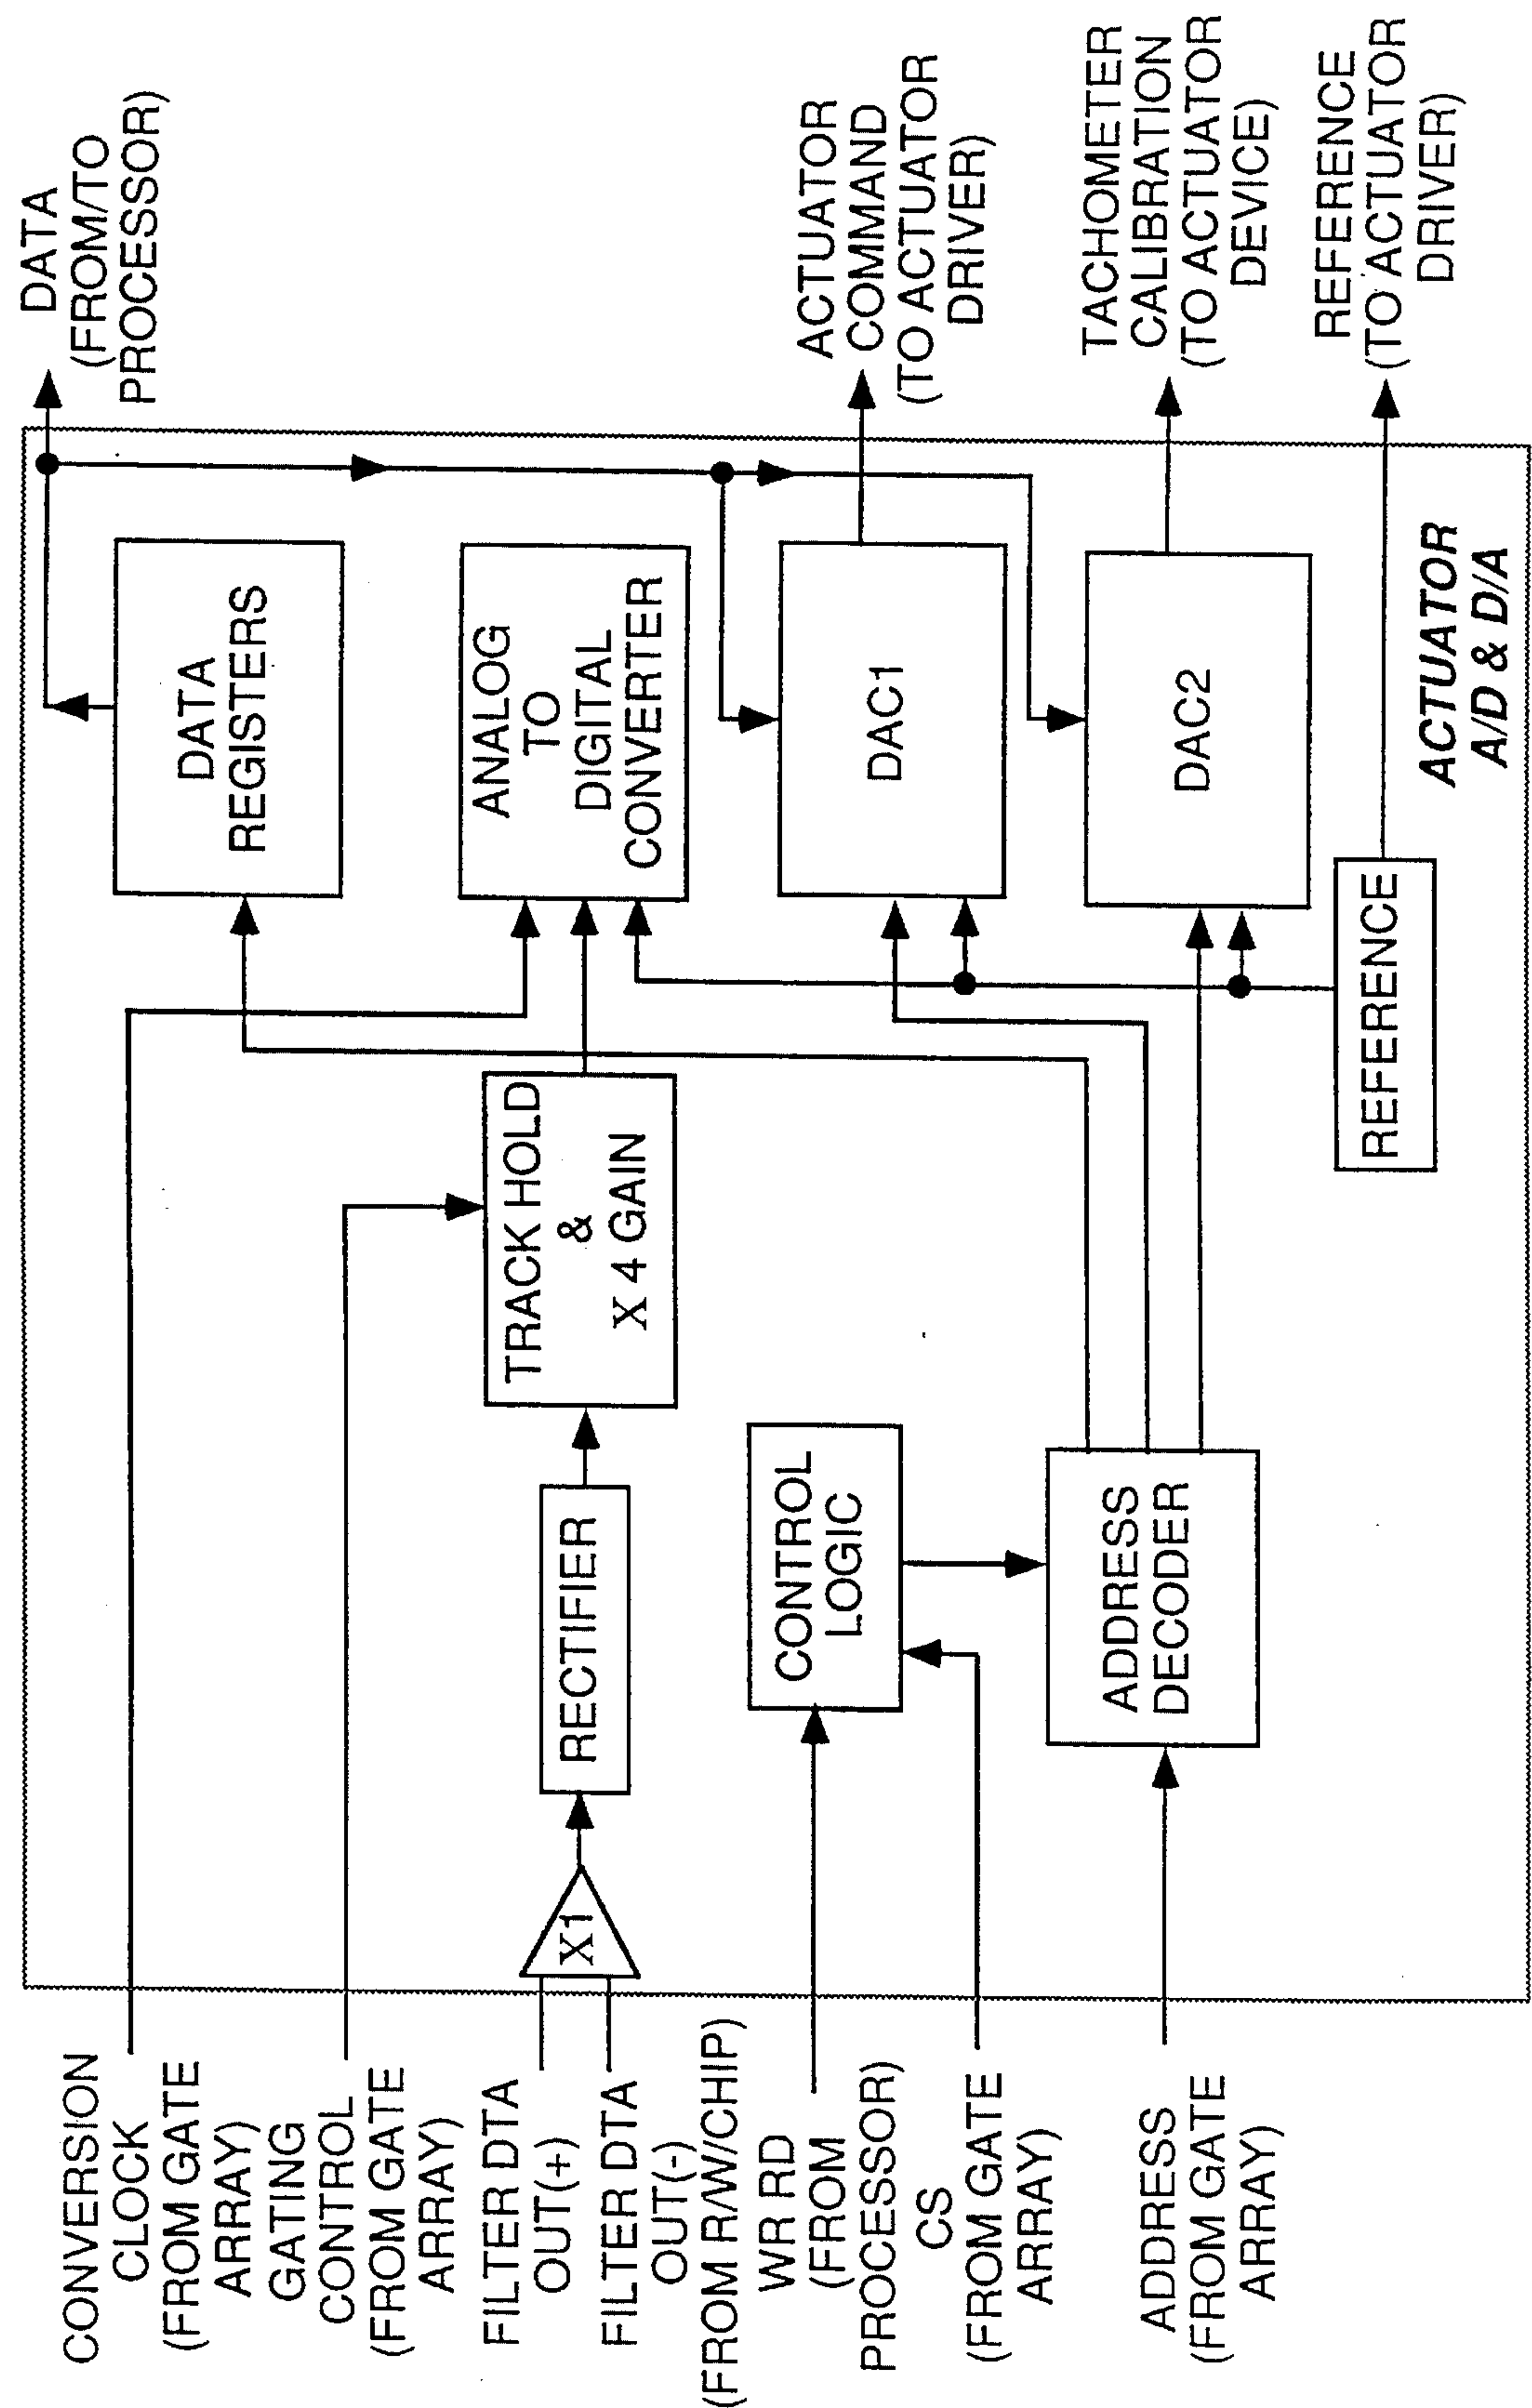 CONVERSION
CLOCK
(FROM GATE
ARRAY)
GATING
CONTROL
(FROM GATE
ARRAY)
FILTER DTA
OUT(+)
FILTER DTA
OUT(-)
(FROM R/W/CHIP)
WR RD
(FROM
PROCESSOR)
CS
(FROM GATE
ARRAY)
ADDRESS
(FROM GATE
ARRAY)
X1
RECTIFIER
TRACK HOLD
&
X 4 GAIN
CONTROL
LOGIC
ADDRESS
DECODER
DATA
REGISTERS
ANALOG
TO
DIGITAL
CONVERTER
DAC1
DAC2
REFERENCE
ACTUATOR
A/D & D/A
DATA
(FROM/TO
PROCESSOR)
ACTUATOR
COMMAND
(TO ACTUATOR
DRIVER)
TACHOMETER
CALIBRATION
(TO ACTUATOR
DEVICE)
REFERENCE
(TO ACTUATOR
DRIVER)